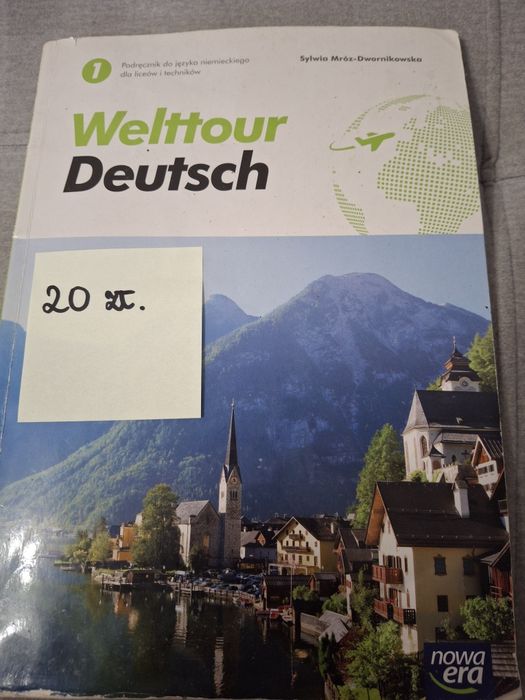 1
Podręcznik do języka niemieckiego
dla liceów i techników
Sylwia Mróz-Dwornikowska
Welttour
Deutsch
20 zł.
nowa
era